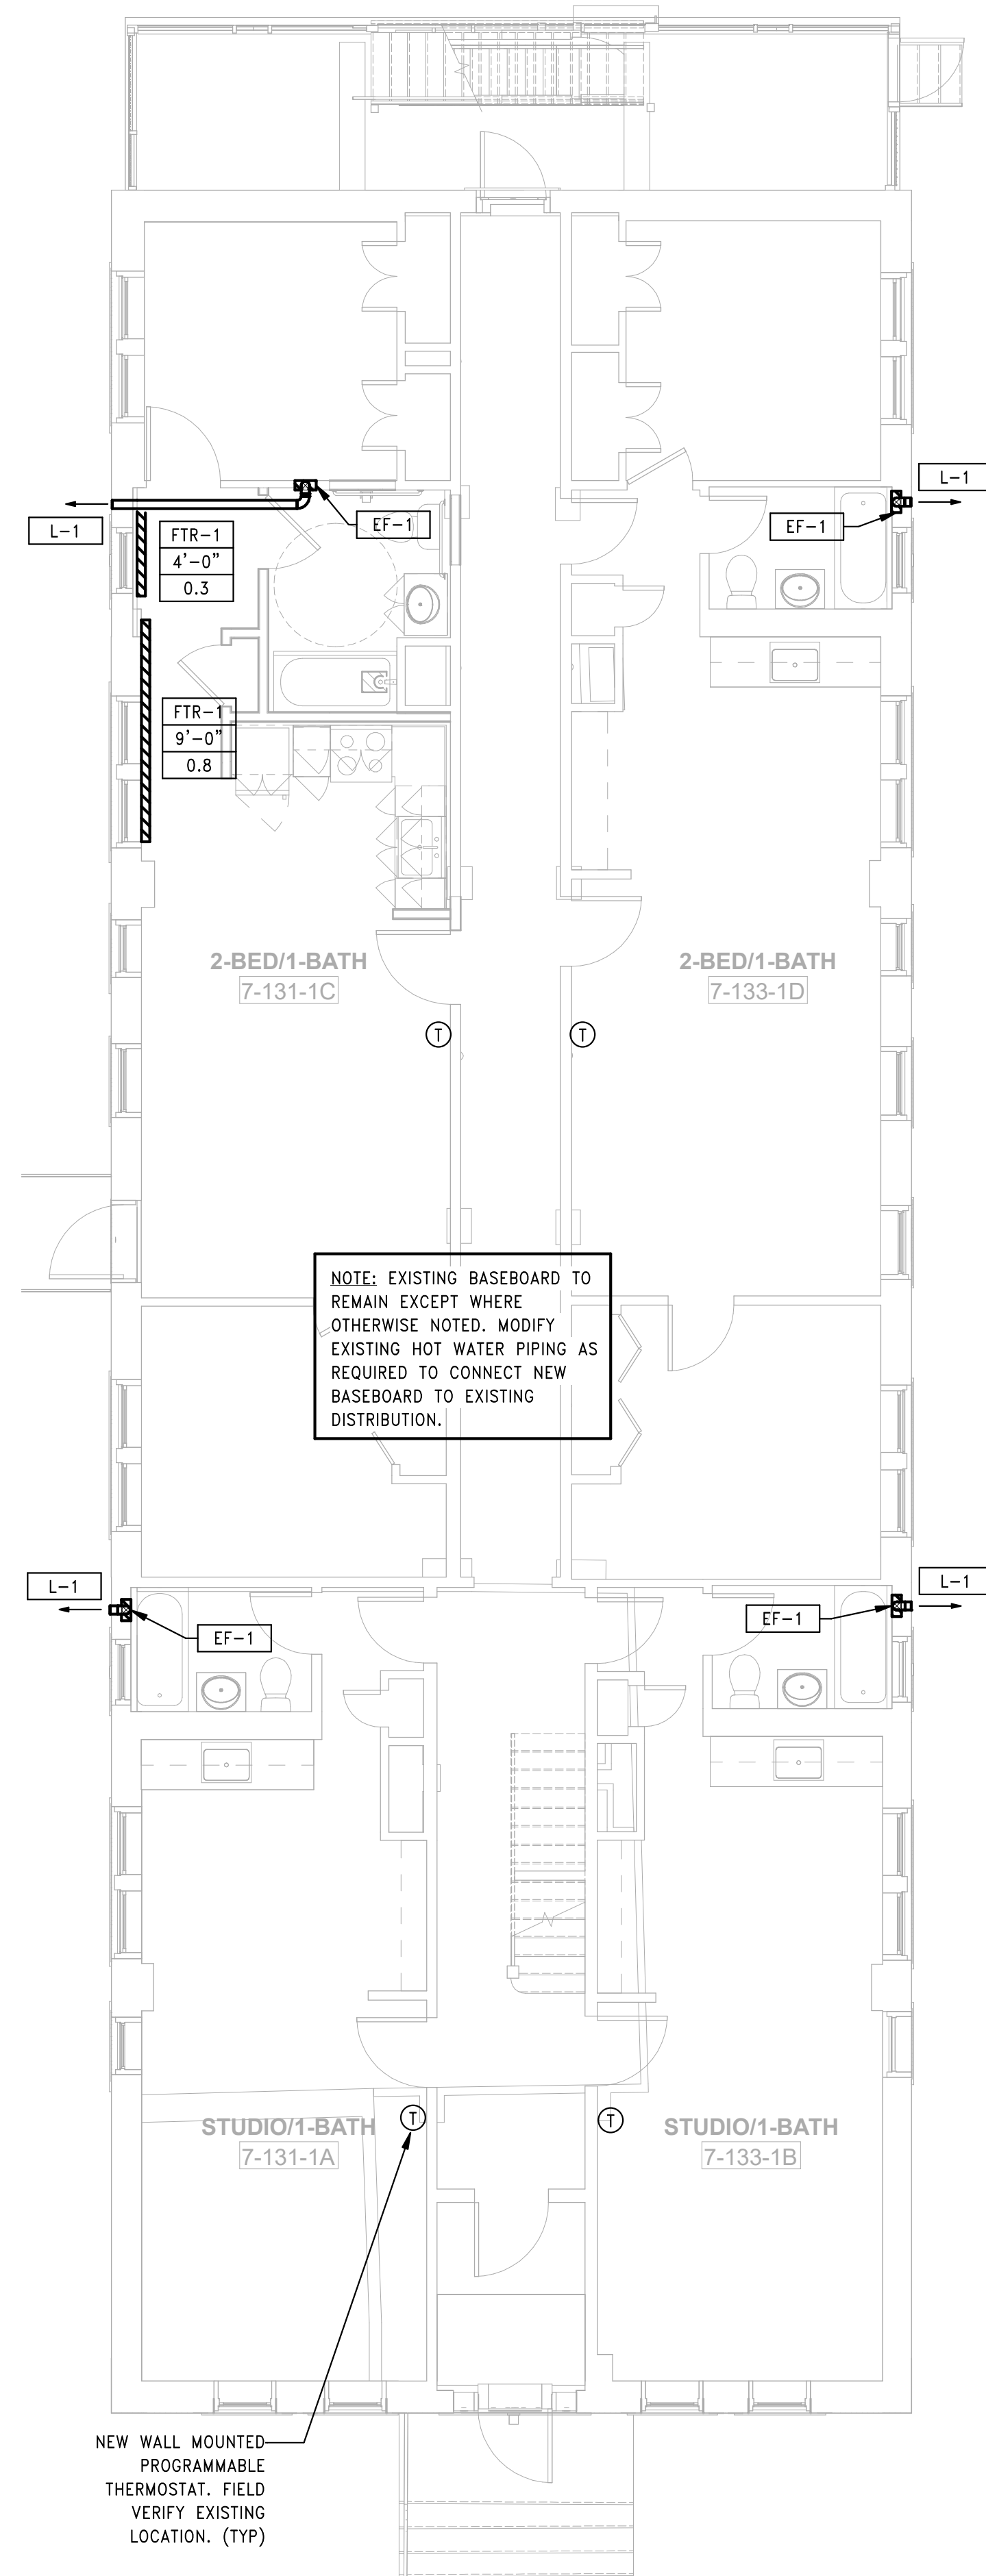 L-1
EF-1
EF-1
L-1
FTR-1
4'-0"
0.3
FTR-1
9'-0"
0.8
2-BED/1-BATH
7-131-1C
2-BED/1-BATH
7-133-1D
T
T
NOTE: EXISTING BASEBOARD TO
REMAIN EXCEPT WHERE
OTHERWISE NOTED. MODIFY
EXISTING HOT WATER PIPING AS
REQUIRED TO CONNECT NEW
BASEBOARD TO EXISTING
DISTRIBUTION.
L-1
EF-1
EF-1
L-1
STUDIO/1-BATH
7-131-1A
T
T
STUDIO/1-BATH
7-133-1B
NEW WALL MOUNTED
PROGRAMMABLE
THERMOSTAT. FIELD
VERIFY EXISTING
LOCATION. (TYP)